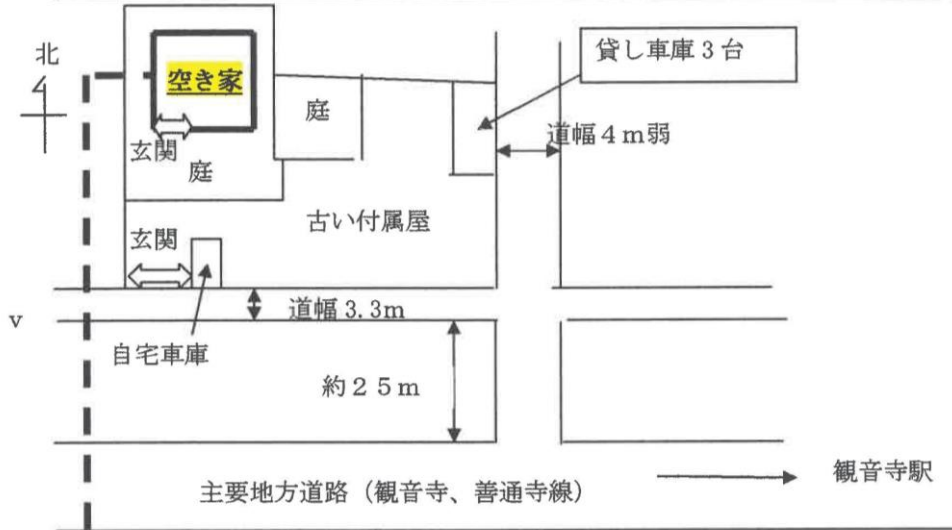 北
空き家
貸し車庫3台
庭
道幅4m弱
玄関
庭
古い付属屋
玄関
道幅3.3m
v
自宅車庫
約25m
観音寺駅
主要地方道路（観音寺、善通寺線）